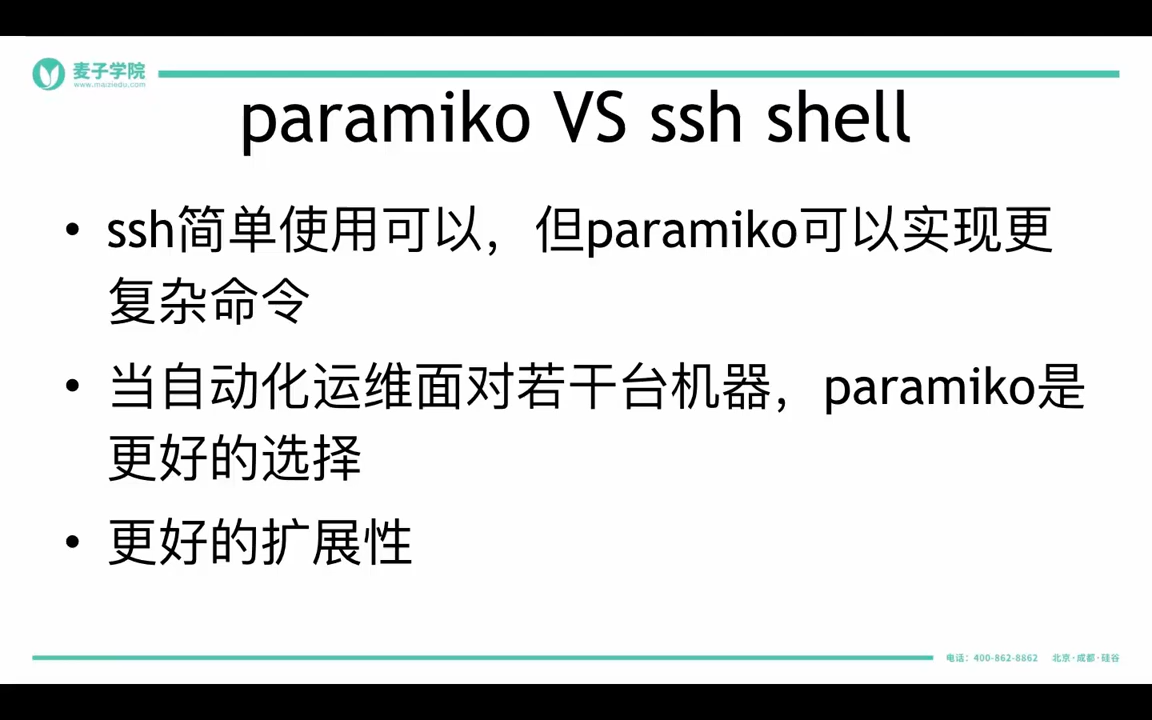 麦子学院
www.maiziedu.com
paramiko VS ssh shell
• ssh简单使用可以，但paramiko可以实现更
复杂命令
• 当自动化运维面对若干台机器，paramiko是
更好的选择
• 更好的扩展性
电话：400-862-8862 北京·成都·硅谷